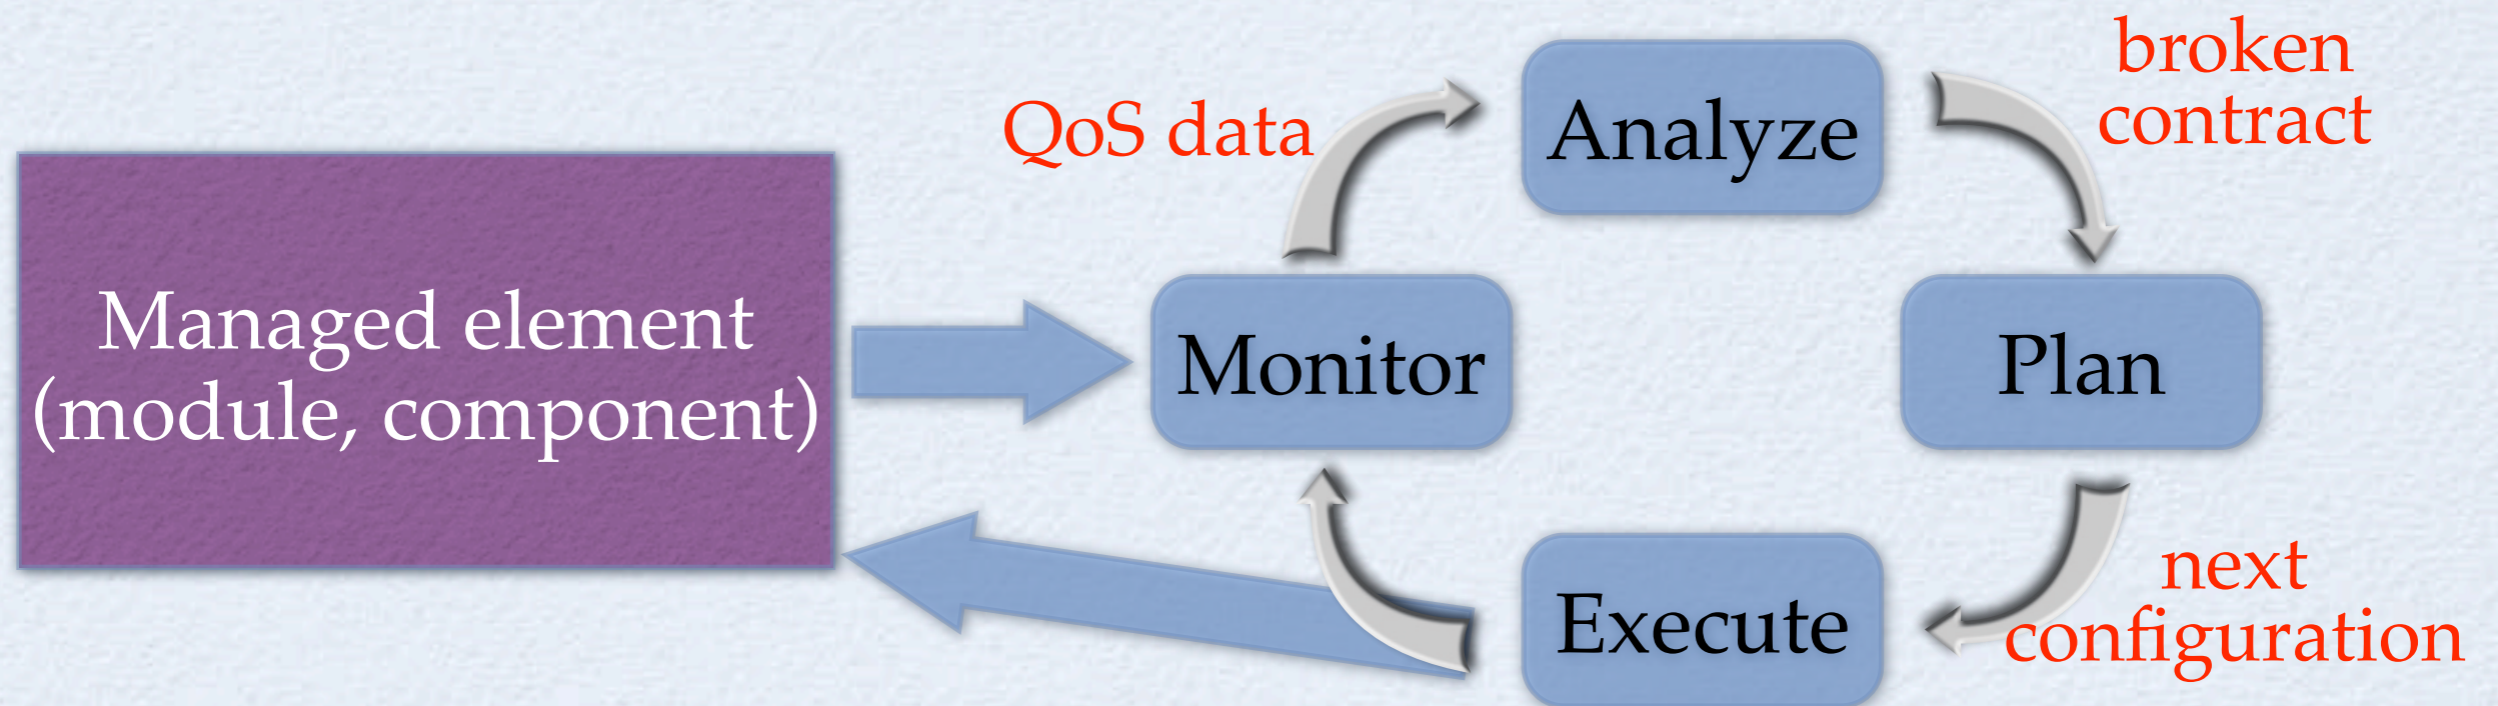 Managed element
(module, component)
QoS data
Analyze
broken
contract
Monitor
Plan
Execute
next
configuration